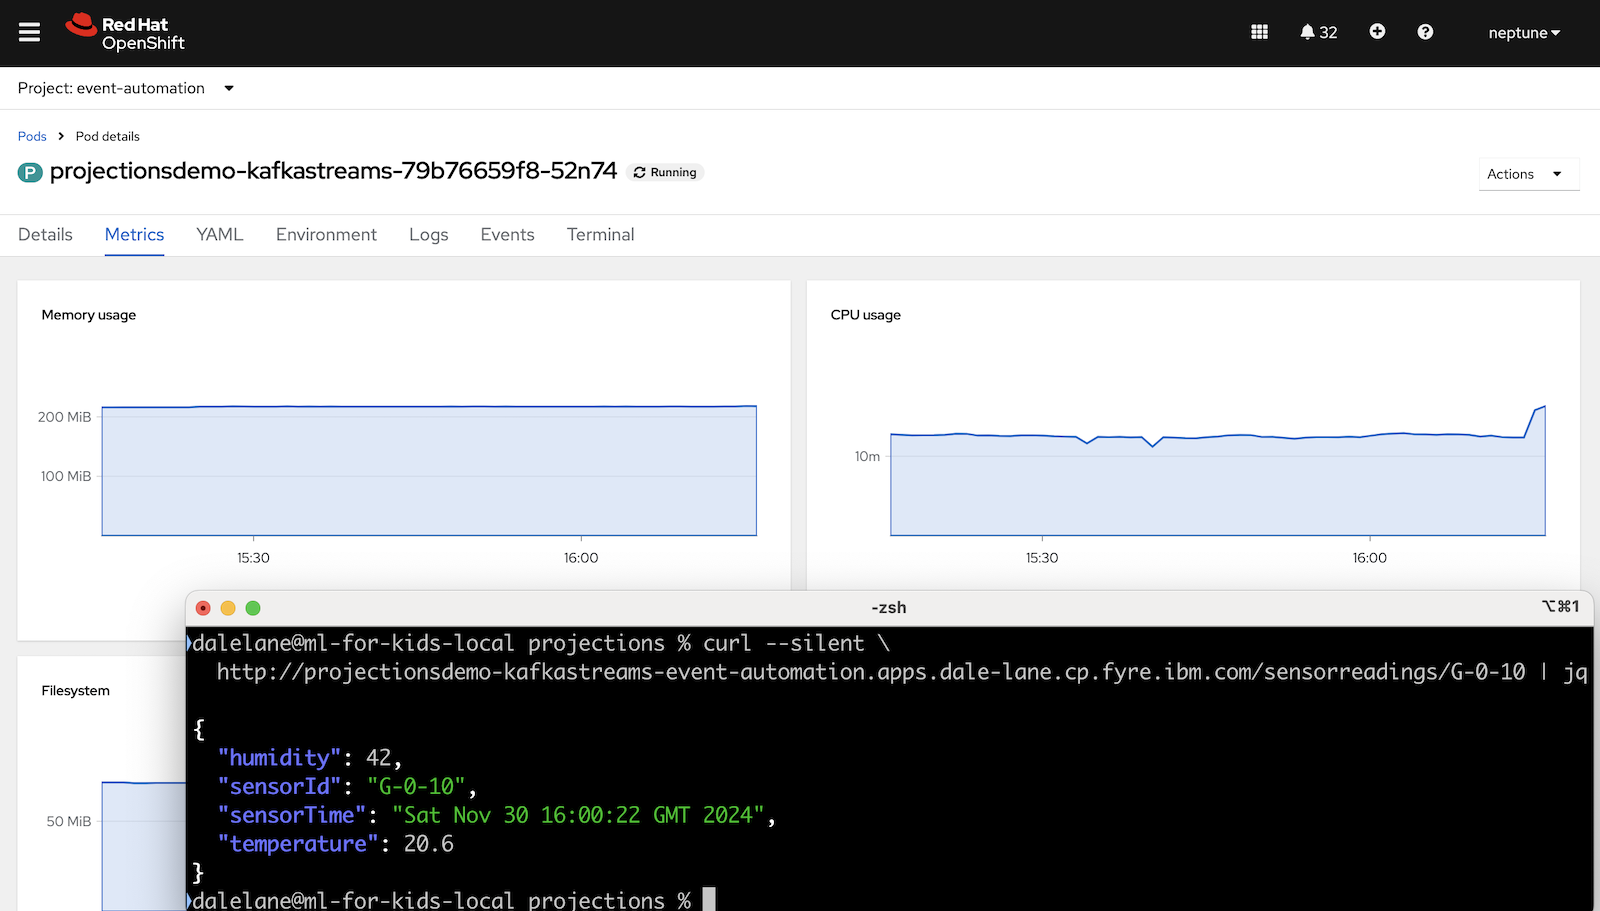 Red Hat
OpenShift
32
neptune
Project: event-automation
Pods
Pod details
P
projectionsdemo-kafkastreams-79b76659f8-52n74
Running
Actions
Details
Metrics
YAML
Environment
Logs
Events
Terminal
Memory usage
200 MiB
100 MiB
15:30
16:00
CPU usage
10m
15:30
16:00
Filesystem
50 MiB
-zsh
⌥⌘1
dalelane@ml-for-kids-local projections % curl --silent \
http://projectionsdemo-kafkastreams-event-automation.apps.dale-lane.cp.fyre.ibm.com/sensorreadings/G-0-10 | jq
{
"humidity": 42,
"sensorId": "G-0-10",
"sensorTime": "Sat Nov 30 16:00:22 GMT 2024",
"temperature": 20.6
}
dalelane@ml-for-kids-local projections %